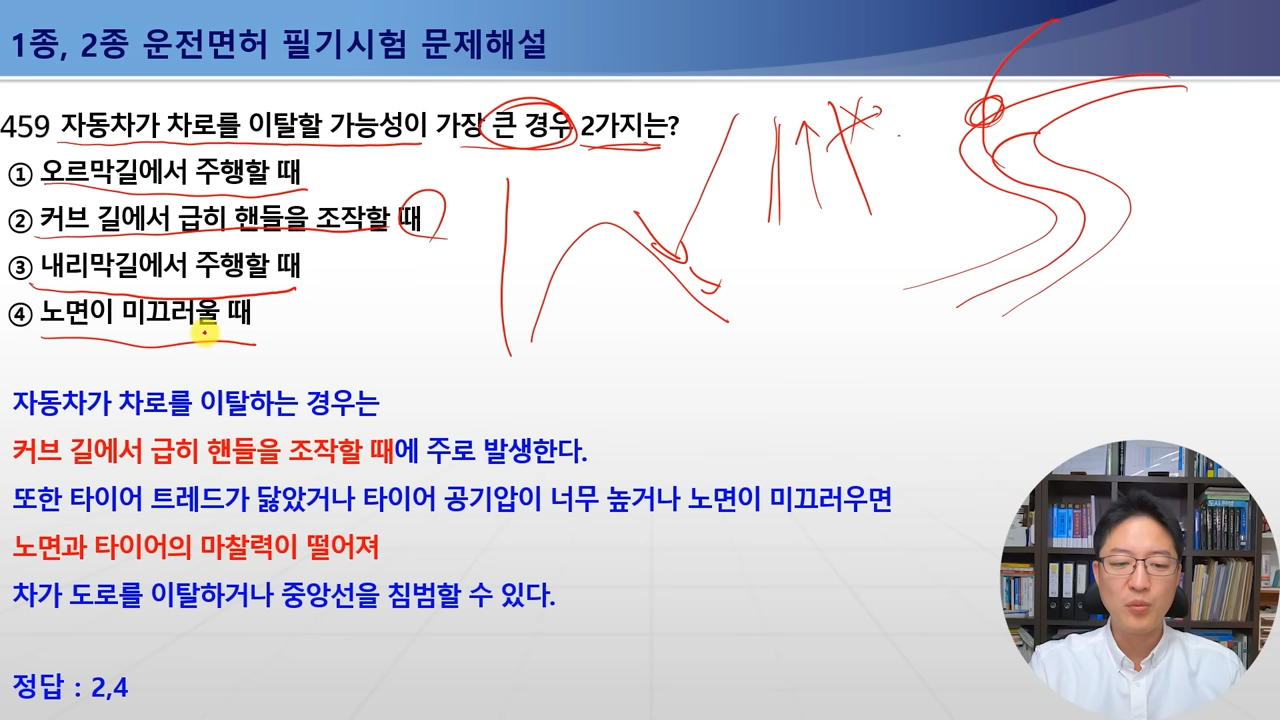 1종, 2종 운전면허 필기시험 문제해설
459 자동차가 차로를 이탈할 가능성이 가장 큰 경우 2가지는?
① 오르막길에서 주행할 때
② 커브 길에서 급히 핸들을 조작할 때
③ 내리막길에서 주행할 때
④ 노면이 미끄러울 때
자동차가 차로를 이탈하는 경우는
커브 길에서 급히 핸들을 조작할 때에 주로 발생한다.
또한 타이어 트레드가 닳았거나 타이어 공기압이 너무 높거나 노면이 미끄러우면
노면과 타이어의 마찰력이 떨어져
차가 도로를 이탈하거나 중앙선을 침범할 수 있다.
정답 : 2,4